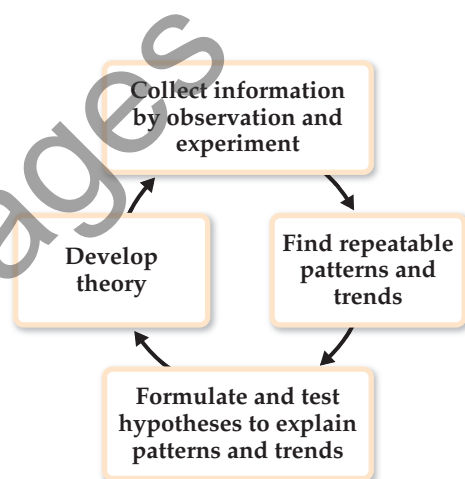 Collect information
by observation and
experiment
Find repeatable
patterns and
trends
Formulate and test
hypotheses to explain
patterns and trends
Develop
theory
ages